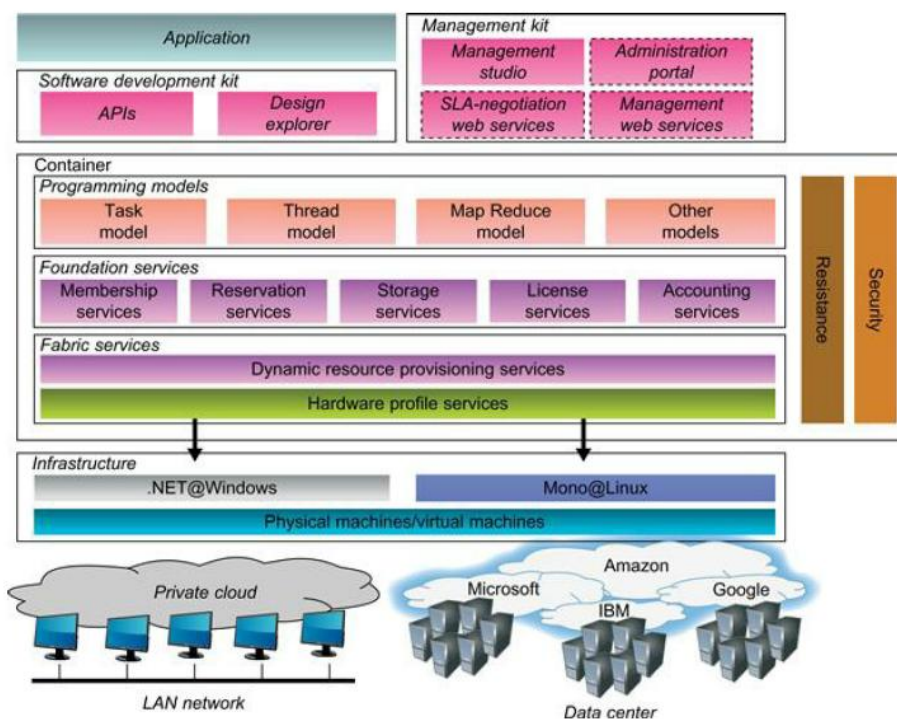 Application
Management kit
Management
studio
Administration
portal
SLA-negotiation
web services
Management
web services
Software development kit
APIs
Design
explorer
Container
Programming models
Task
model
Thread
model
Map Reduce
model
Other
models
Foundation services
Membership
services
Reservation
services
Storage
services
License
services
Accounting
services
Fabric services
Dynamic resource provisioning services
Hardware profile services
Resistance
Security
Infrastructure
.NET@Windows
Mono@Linux
Physical machines/virtual machines
Private cloud
LAN network
Amazon
Microsoft
Google
IBM
Data center